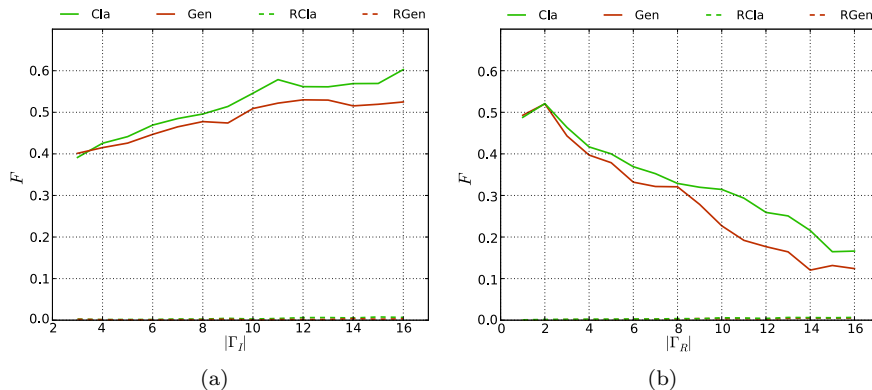 Cla Gen RCla RGen
0.6
0.5
0.4
0.3
0.2
0.1
0.0
F
2 4 6 8 10 12 14 16
|Γ_I|
(a)
Cla Gen RCla RGen
0.6
0.5
0.4
0.3
0.2
0.1
0.0
F
0 2 4 6 8 10 12 14 16
|Γ_R|
(b)